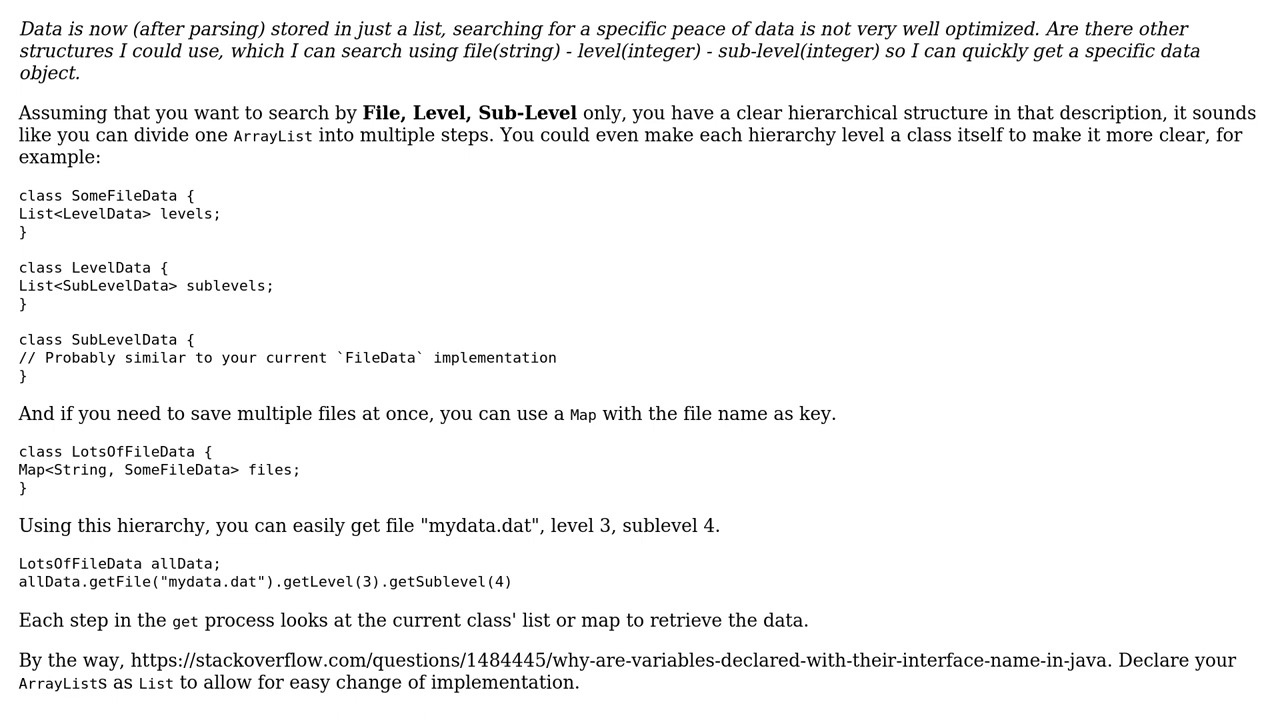 Data is now (after parsing) stored in just a list, searching for a specific peace of data is not very well optimized. Are there other
structures I could use, which I can search using file(string) - level(integer) - sub-level(integer) so I can quickly get a specific data
object.
Assuming that you want to search by File, Level, Sub-Level only, you have a clear hierarchical structure in that description, it sounds
like you can divide one ArrayList into multiple steps. You could even make each hierarchy level a class itself to make it more clear, for
example:
class SomeFileData {
List<LevelData> levels;
}
class LevelData {
List<SubLevelData> sublevels;
}
class SubLevelData {
// Probably similar to your current `FileData` implementation
}
And if you need to save multiple files at once, you can use a Map with the file name as key.
class LotsOfFileData {
Map<String, SomeFileData> files;
}
Using this hierarchy, you can easily get file "mydata.dat", level 3, sublevel 4.
LotsOfFileData allData;
allData.getFile("mydata.dat").getLevel(3).getSublevel(4)
Each step in the get process looks at the current class' list or map to retrieve the data.
By the way, https://stackoverflow.com/questions/1484445/why-are-variables-declared-with-their-interface-name-in-java. Declare your
ArrayLists as List to allow for easy change of implementation.